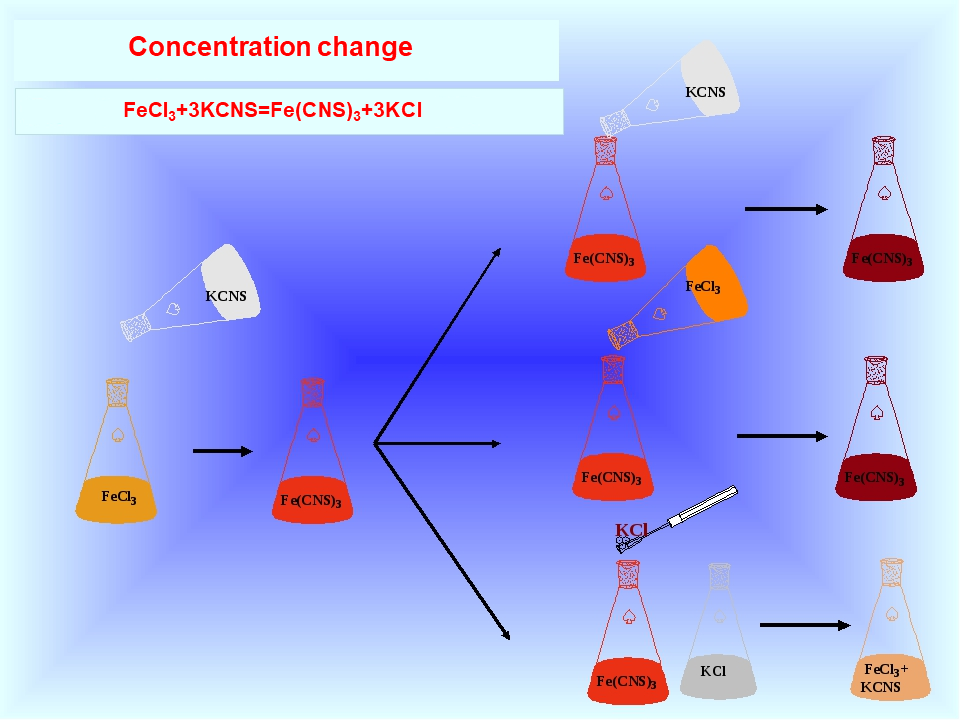 Concentration change
FeCl₃+3KCNS=Fe(CNS)₃+3KCl
KCNS
FeCl₃
Fe(CNS)₃
KCNS
Fe(CNS)₃
Fe(CNS)₃
FeCl₃
Fe(CNS)₃
Fe(CNS)₃
KCl
Fe(CNS)₃
KCl
FeCl₃+
KCNS